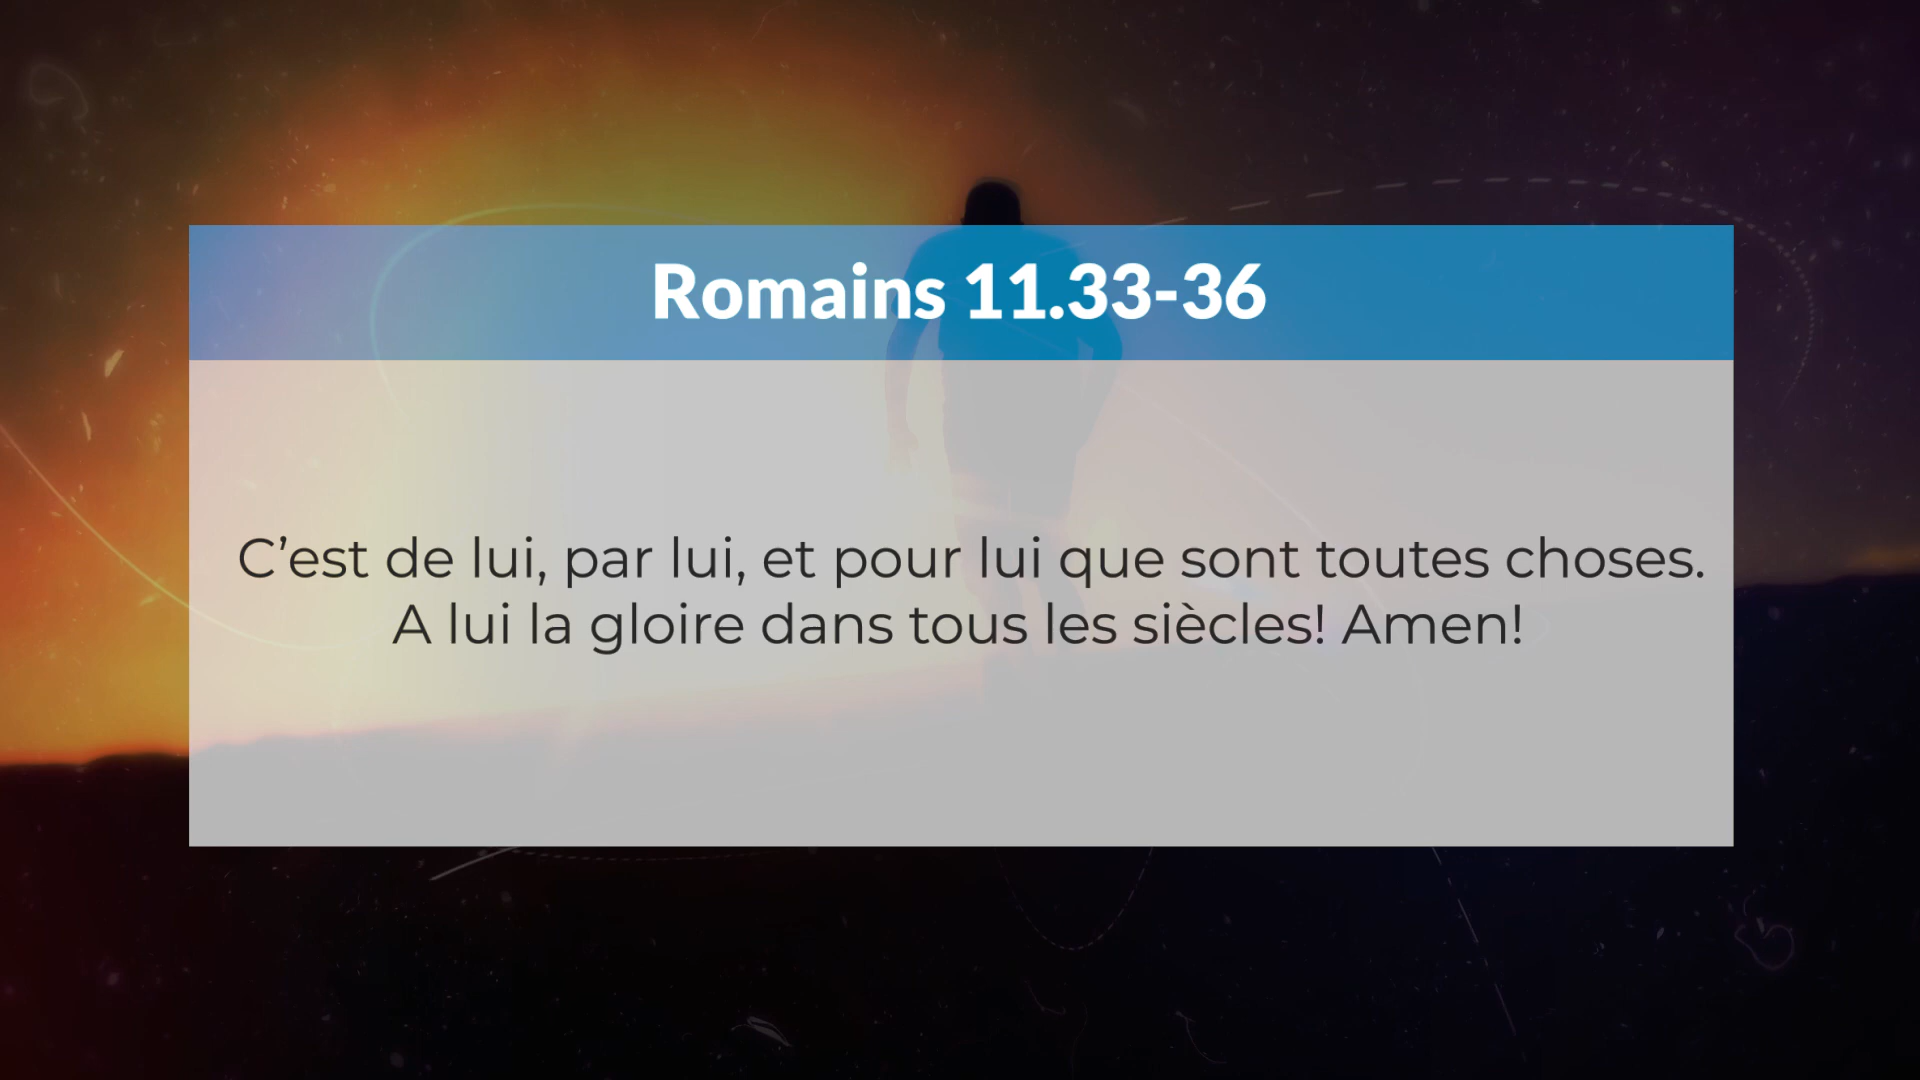 Romains 11.33-36
C’est de lui, par lui, et pour lui que sont toutes choses.
A lui la gloire dans tous les siècles! Amen!